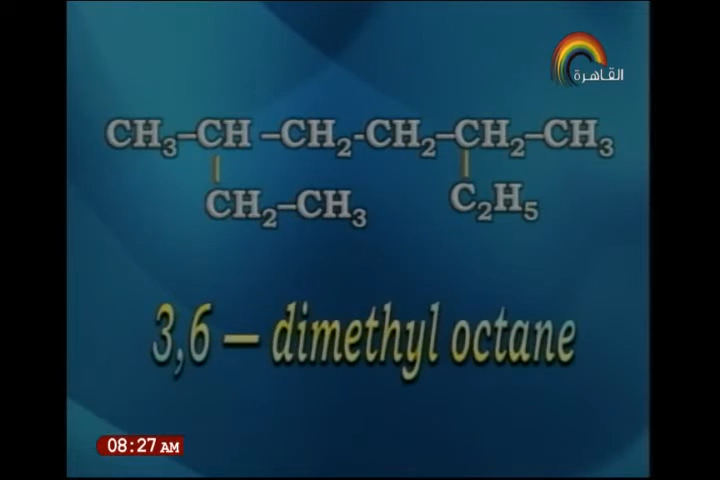 القاهرة
CH₃–CH –CH₂-CH₂–CH₂–CH₃
CH₂–CH₃ C₂H₅
3,6 – dimethyl octane
08:27 AM